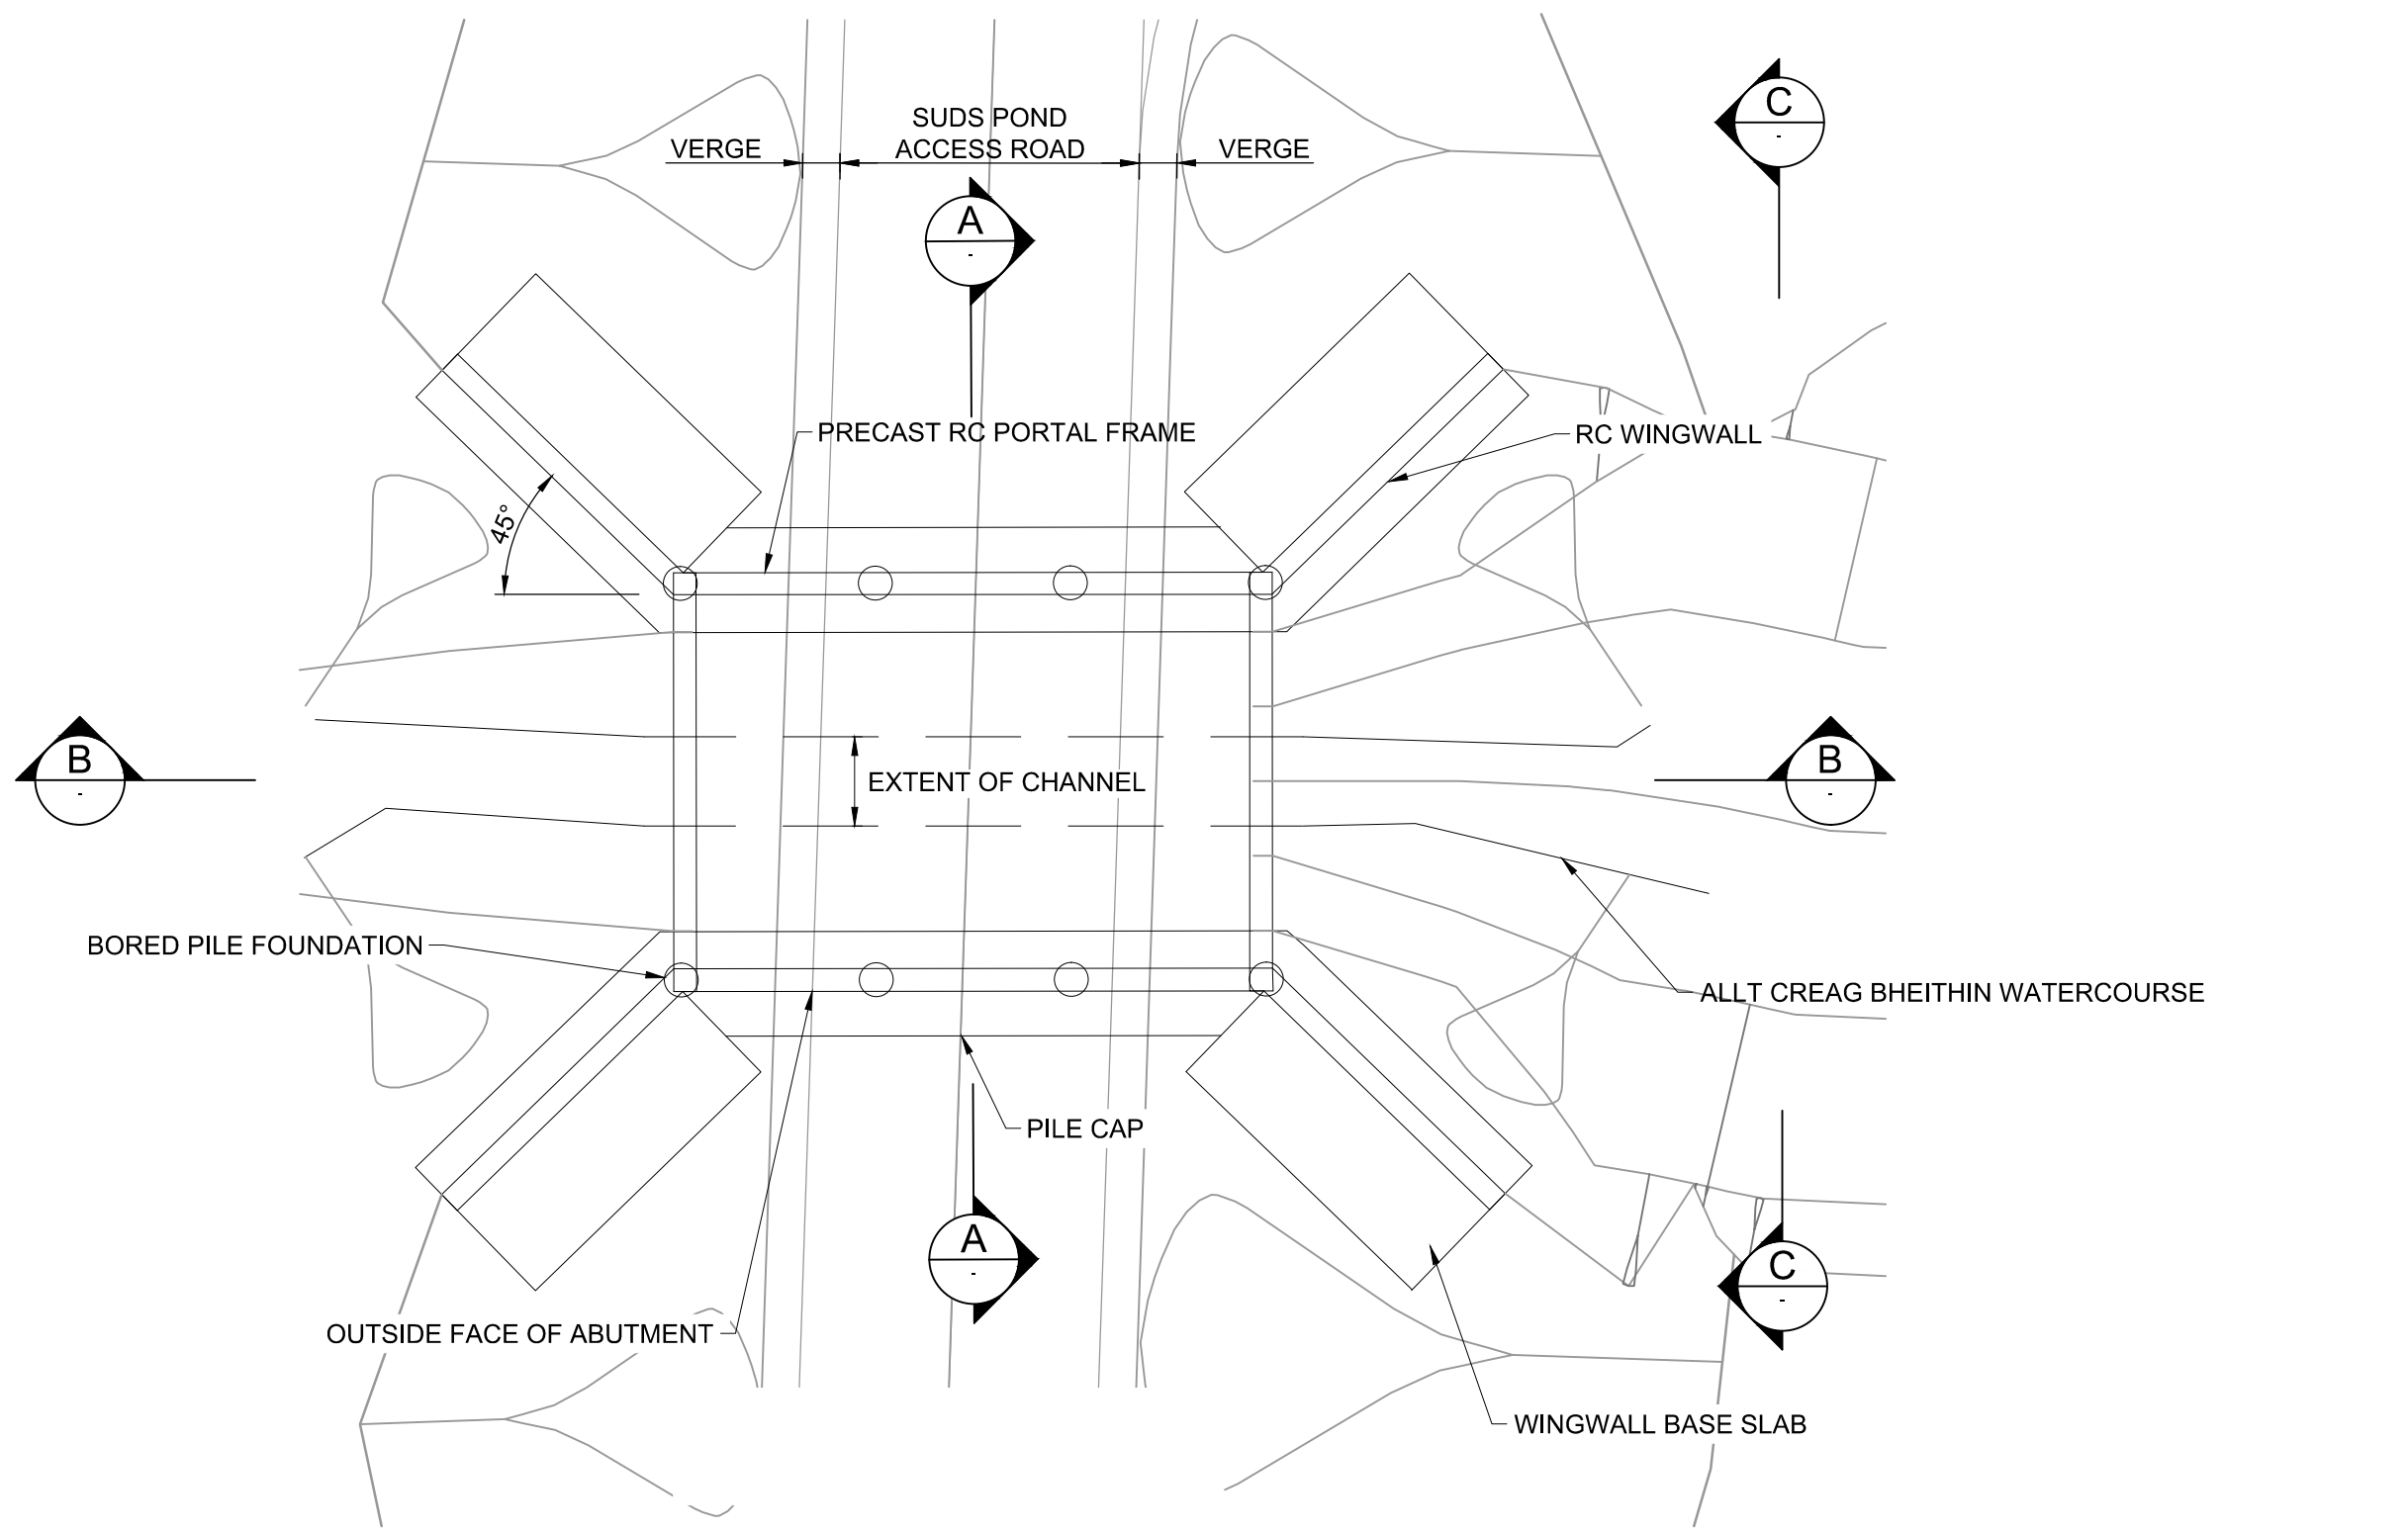 C
-
SUDS POND
VERGE
ACCESS ROAD
VERGE
A
-
PRECAST RC PORTAL FRAME
RC WINGWALL
45°
B
-
EXTENT OF CHANNEL
B
-
BORED PILE FOUNDATION
ALLT CREAG BHEITHIN WATERCOURSE
PILE CAP
A
-
C
-
OUTSIDE FACE OF ABUTMENT
WINGWALL BASE SLAB